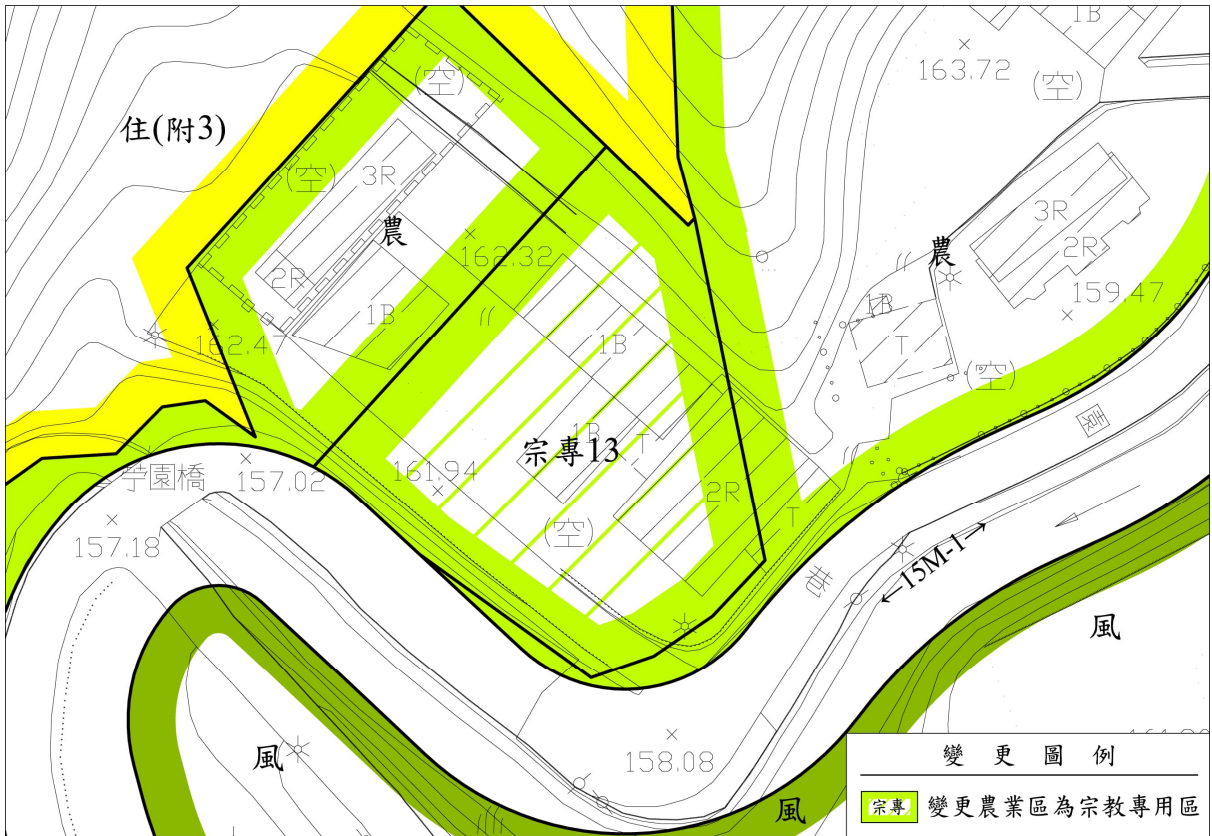 1B
163.72
(空)
(空)
住(附3)
(空)
3R
農
3R
2R
162.32
農
2R
159.47
1B
1B
162.47
1B
T
(空)
宗專13
1B
T
161.94
2R
苧園橋
157.02
(空)
T
157.18
巷
←15M-1→
風
158.08
風
風
變更圖例
宗專 變更農業區為宗教專用區